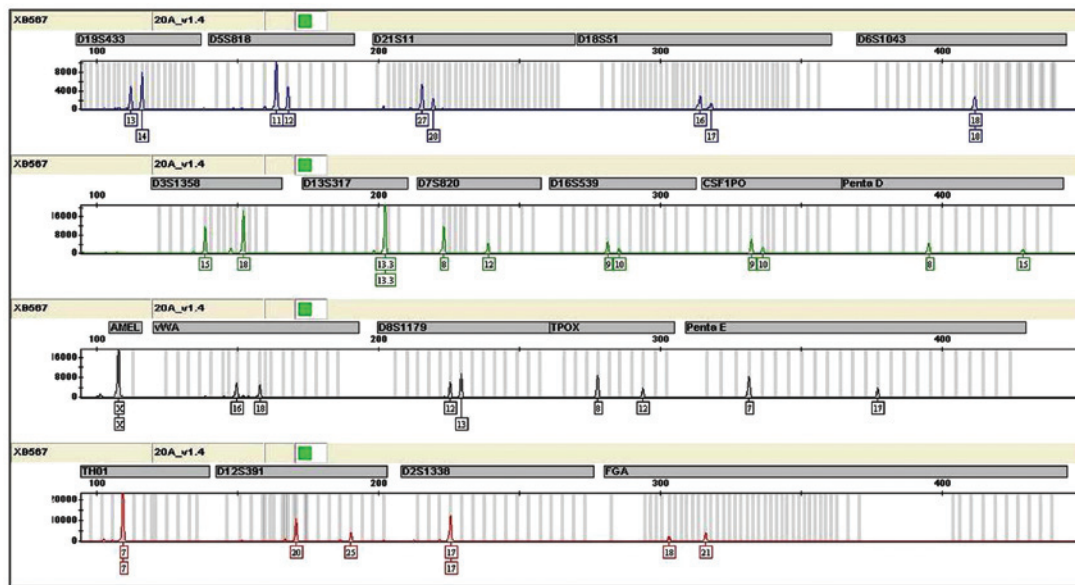 XB567 20A_v1.4
D19S433 D5S818 D21S11 D18S51 D6S1043
100 200 300 400
8000
4000
0
13 11 12 27 16 18
14 28 17 18
XB567 20A_v1.4
D3S1358 D13S317 D7S820 D16S539 CSF1PO Penta D
100 200 300 400
16000
8000
0
15 18 13.3 8 12 9 10 9 10 8 15
13.3
XB567 20A_v1.4
AMEL vWA D8S1179 TPOX Penta E
100 200 300 400
16000
8000
0
X 16 18 12 8 12 7 17
X 13
XB567 20A_v1.4
TH01 D12S391 D2S1338 FGA
100 200 300 400
20000
10000
0
7 20 25 17 18 21
7 17